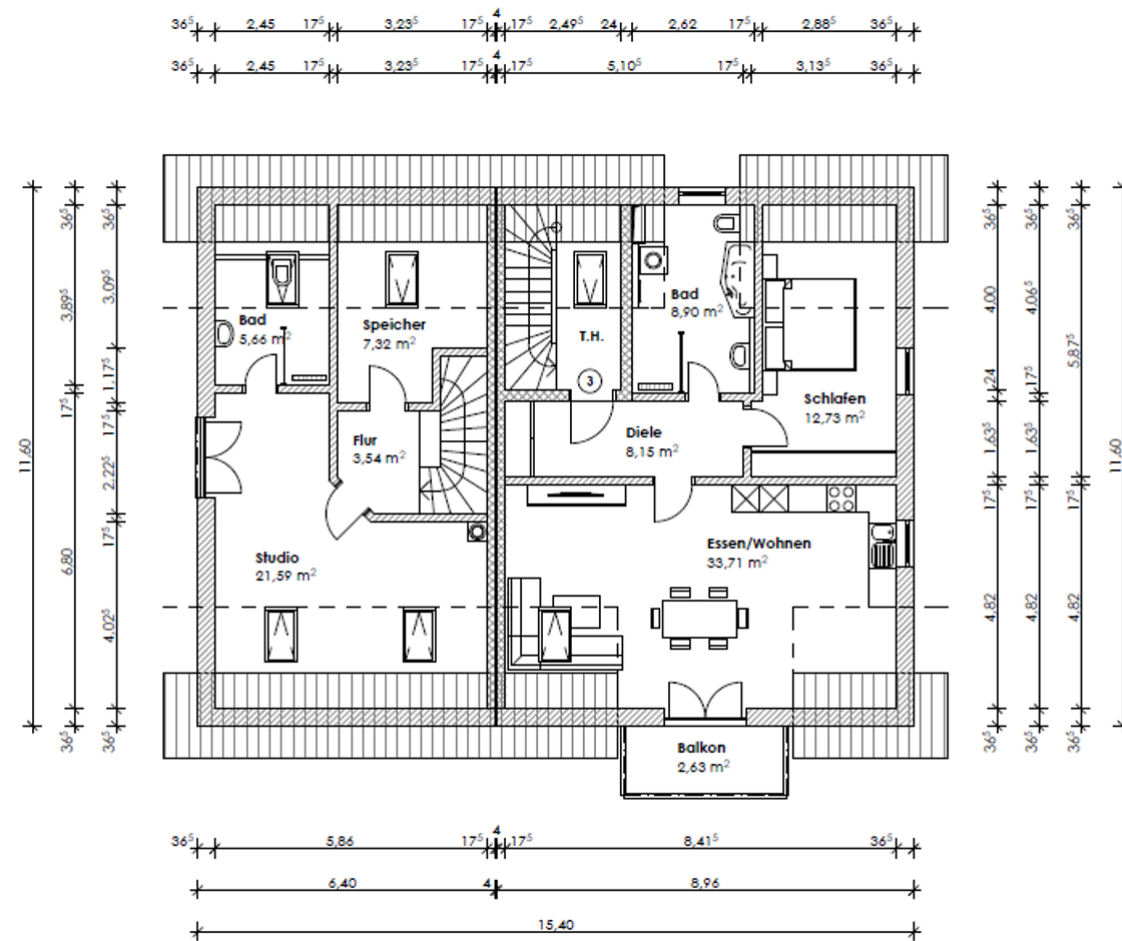 4
36⁵ 2,45 17⁵ 3,23⁵ 17⁵ 17⁵ 2,49⁵ 24 2,62 17⁵ 2,88⁵ 36⁵
4
36⁵ 2,45 17⁵ 3,23⁵ 17⁵ 17⁵ 5,10⁵ 17⁵ 3,13⁵ 36⁵
11,60
36⁵ 3,89⁵ 17⁵ 6,80 36⁵
36⁵ 3,09⁵ 1,17⁵ 17⁵ 2,22⁵ 17⁵ 4,02⁵ 36⁵
Bad
5,66 m²
Speicher
7,32 m²
T.H.
3
Bad
8,90 m²
Schlafen
12,73 m²
Flur
3,54 m²
Diele
8,15 m²
Studio
21,59 m²
Essen/Wohnen
33,71 m²
Balkon
2,63 m²
36⁵ 4,00 24 1,63⁵ 17⁵ 4,82 36⁵
36⁵ 4,06⁵ 17⁵ 1,63⁵ 17⁵ 4,82 36⁵
36⁵ 5,87⁵ 17⁵ 4,82 36⁵
11,60
4
36⁵ 5,86 17⁵ 17⁵ 8,41⁵ 36⁵
6,40 4 8,96
15,40